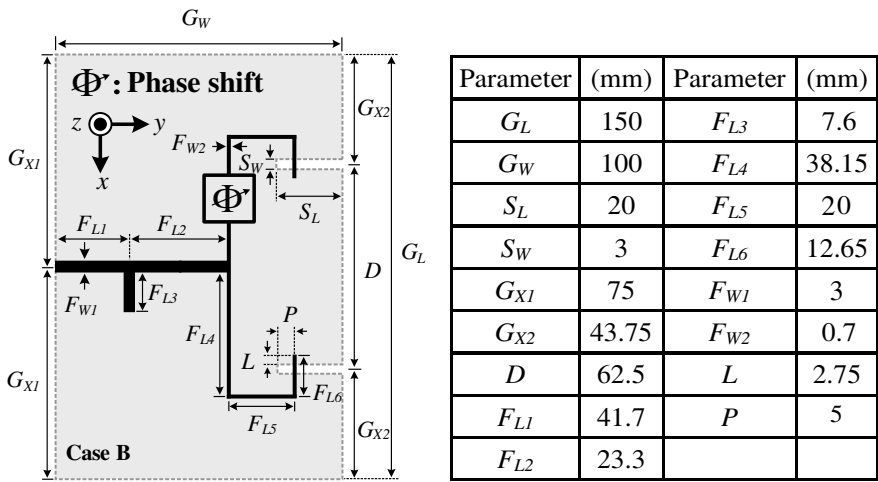 G_W
Φ : Phase shift
z y
x
G_X1
F_W2
S_W
G_X2
Φ
S_L
F_L1 F_L2
D
G_L
F_W1
F_L3
F_L4
P
L
F_L6
F_L5
G_X1
G_X2
Case B
Parameter (mm) Parameter (mm)
G_L 150 F_L3 7.6
G_W 100 F_L4 38.15
S_L 20 F_L5 20
S_W 3 F_L6 12.65
G_X1 75 F_W1 3
G_X2 43.75 F_W2 0.7
D 62.5 L 2.75
F_L1 41.7 P 5
F_L2 23.3